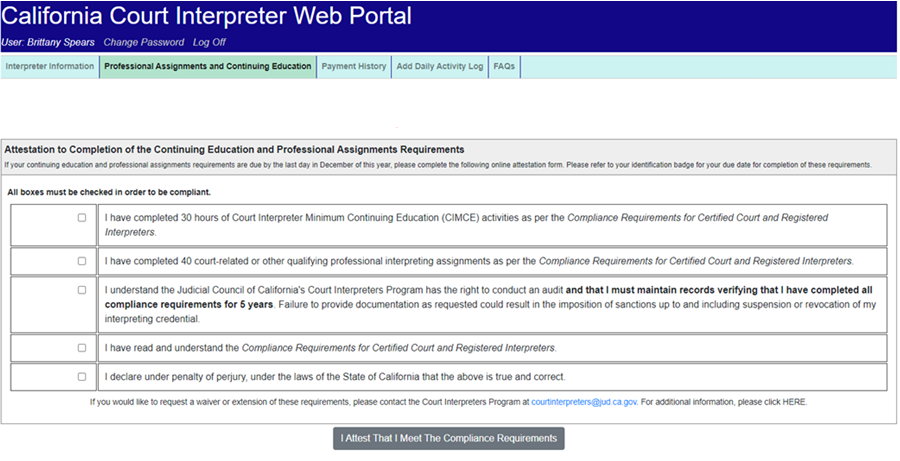 California Court Interpreter Web Portal
User: Brittany Spears Change Password Log Off
Interpreter Information Professional Assignments and Continuing Education Payment History Add Daily Activity Log FAQs
Attestation to Completion of the Continuing Education and Professional Assignments Requirements
If your continuing education and professional assignments requirements are due by the last day in December of this year, please complete the following online attestation form. Please refer to your identification badge for your due date for completion of these requirements.
All boxes must be checked in order to be compliant.
I have completed 30 hours of Court Interpreter Minimum Continuing Education (CIMCE) activities as per the Compliance Requirements for Certified Court and Registered
Interpreters.
I have completed 40 court-related or other qualifying professional interpreting assignments as per the Compliance Requirements for Certified Court and Registered Interpreters.
I understand the Judicial Council of California's Court Interpreters Program has the right to conduct an audit and that I must maintain records verifying that I have completed all
compliance requirements for 5 years. Failure to provide documentation as requested could result in the imposition of sanctions up to and including suspension or revocation of my
interpreting credential.
I have read and understand the Compliance Requirements for Certified Court and Registered Interpreters.
I declare under penalty of perjury, under the laws of the State of California that the above is true and correct.
If you would like to request a waiver or extension of these requirements, please contact the Court Interpreters Program at courtinterpreters@jud.ca.gov. For additional information, please click HERE.
I Attest That I Meet The Compliance Requirements